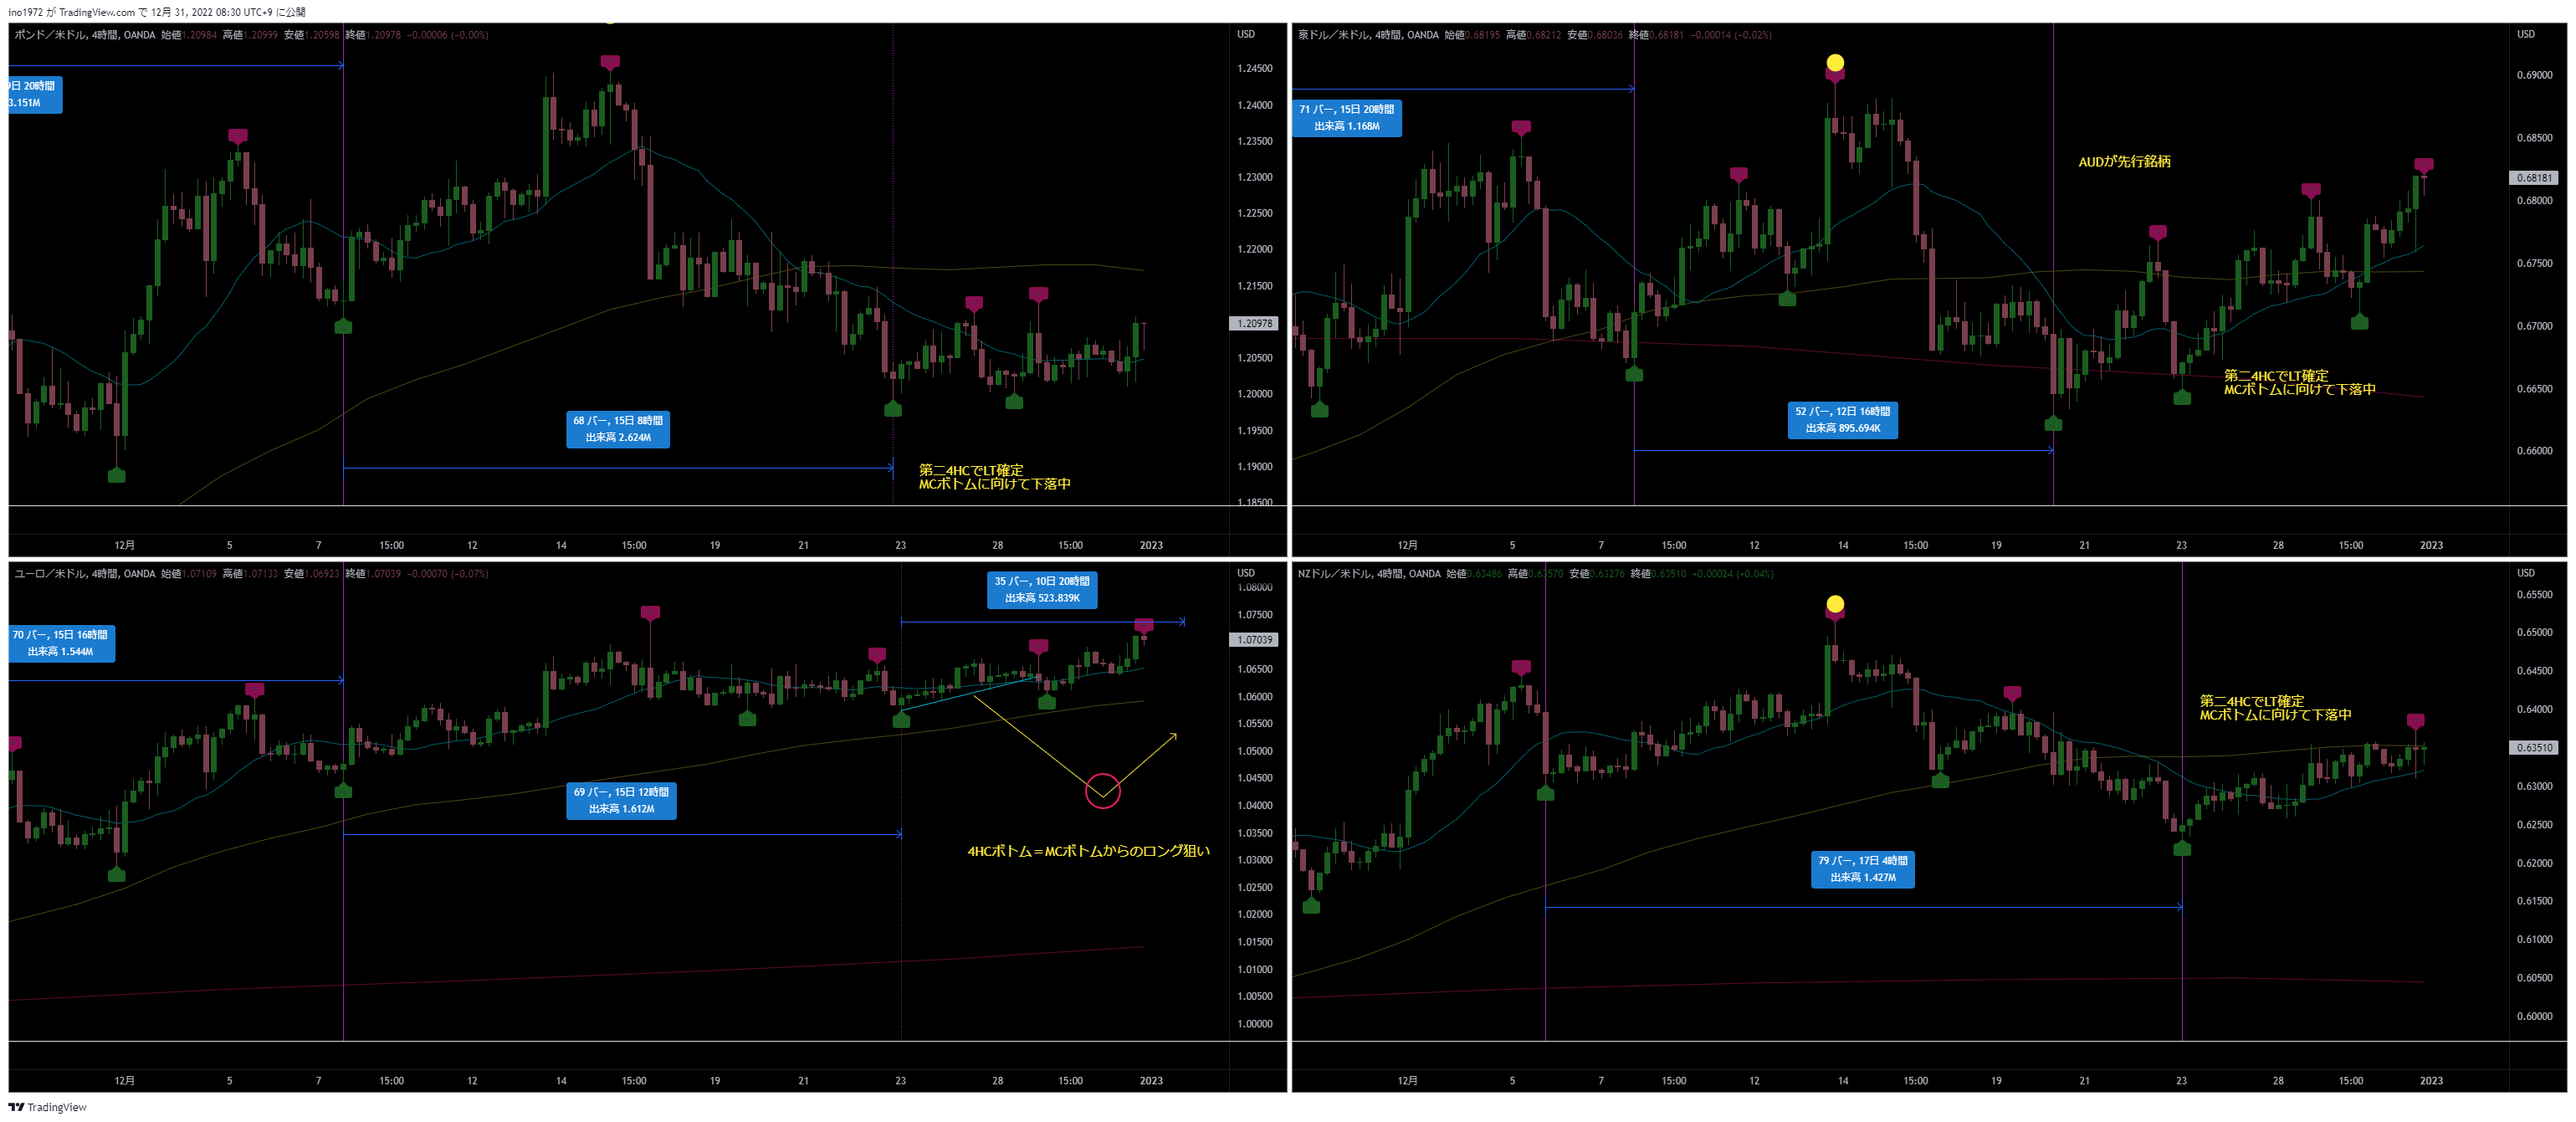 ino1972 が TradingView.com で 12月 31, 2022 08:30 UTC+9 に公開
ポンド／米ドル, 4時間, OANDA 始値1.20984 高値1.20999 安値1.20598 終値1.20978 −0.00006 (−0.00%)
USD
9日 20時間
3.151M
68 バー, 15日 8時間
出来高 2.624M
第二4HCでLT確定
MCボトムに向けて下落中
1.24500
1.24000
1.23500
1.23000
1.22500
1.22000
1.21500
1.20978
1.20500
1.20000
1.19500
1.19000
1.18500
12月 5 7 15:00 12 14 15:00 19 21 23 28 15:00 2023
豪ドル／米ドル, 4時間, OANDA 始値0.68195 高値0.68212 安値0.68036 終値0.68181 −0.00014 (−0.02%)
USD
71 バー, 15日 20時間
出来高 1.168M
AUDが先行銘柄
第二4HCでLT確定
MCボトムに向けて下落中
52 バー, 12日 16時間
出来高 895.694K
0.69000
0.68500
0.68181
0.68000
0.67500
0.67000
0.66500
0.66000
12月 5 7 15:00 12 14 15:00 19 21 23 28 15:00 2023
ユーロ／米ドル, 4時間, OANDA 始値1.07109 高値1.07133 安値1.06923 終値1.07039 −0.00070 (−0.07%)
USD
35 バー, 10日 20時間
出来高 523.839K
70 バー, 15日 16時間
出来高 1.544M
69 バー, 15日 12時間
出来高 1.612M
4HCボトム＝MCボトムからのロング狙い
1.08000
1.07500
1.07039
1.06500
1.06000
1.05500
1.05000
1.04500
1.04000
1.03500
1.03000
1.02500
1.02000
1.01500
1.01000
1.00500
1.00000
12月 5 7 15:00 12 14 15:00 19 21 23 28 15:00 2023
NZドル／米ドル, 4時間, OANDA 始値0.63486 高値0.63570 安値0.63276 終値0.63510 −0.00024 (+0.04%)
USD
第二4HCでLT確定
MCボトムに向けて下落中
79 バー, 17日 4時間
出来高 1.427M
0.65500
0.65000
0.64500
0.64000
0.63510
0.63000
0.62500
0.62000
0.61500
0.61000
0.60500
0.60000
12月 5 7 15:00 12 14 15:00 19 21 23 28 15:00 2023
TradingView